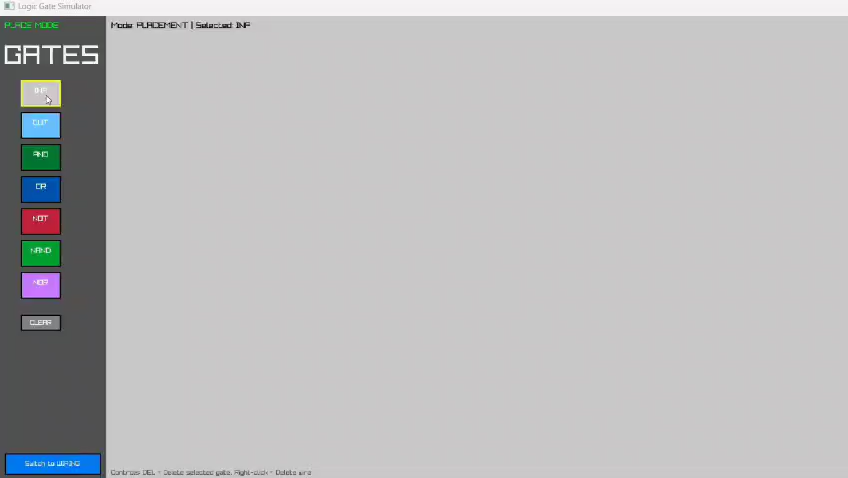 Logic Gate Simulator
PLACE MODE
Mode: PLACEMENT | Selected: INP
GATES
INP
OUT
AND
OR
NOT
NAND
NOR
CLEAR
Switch to WIRING
Controls: DEL - Delete selected gate, Right-click - Delete wire